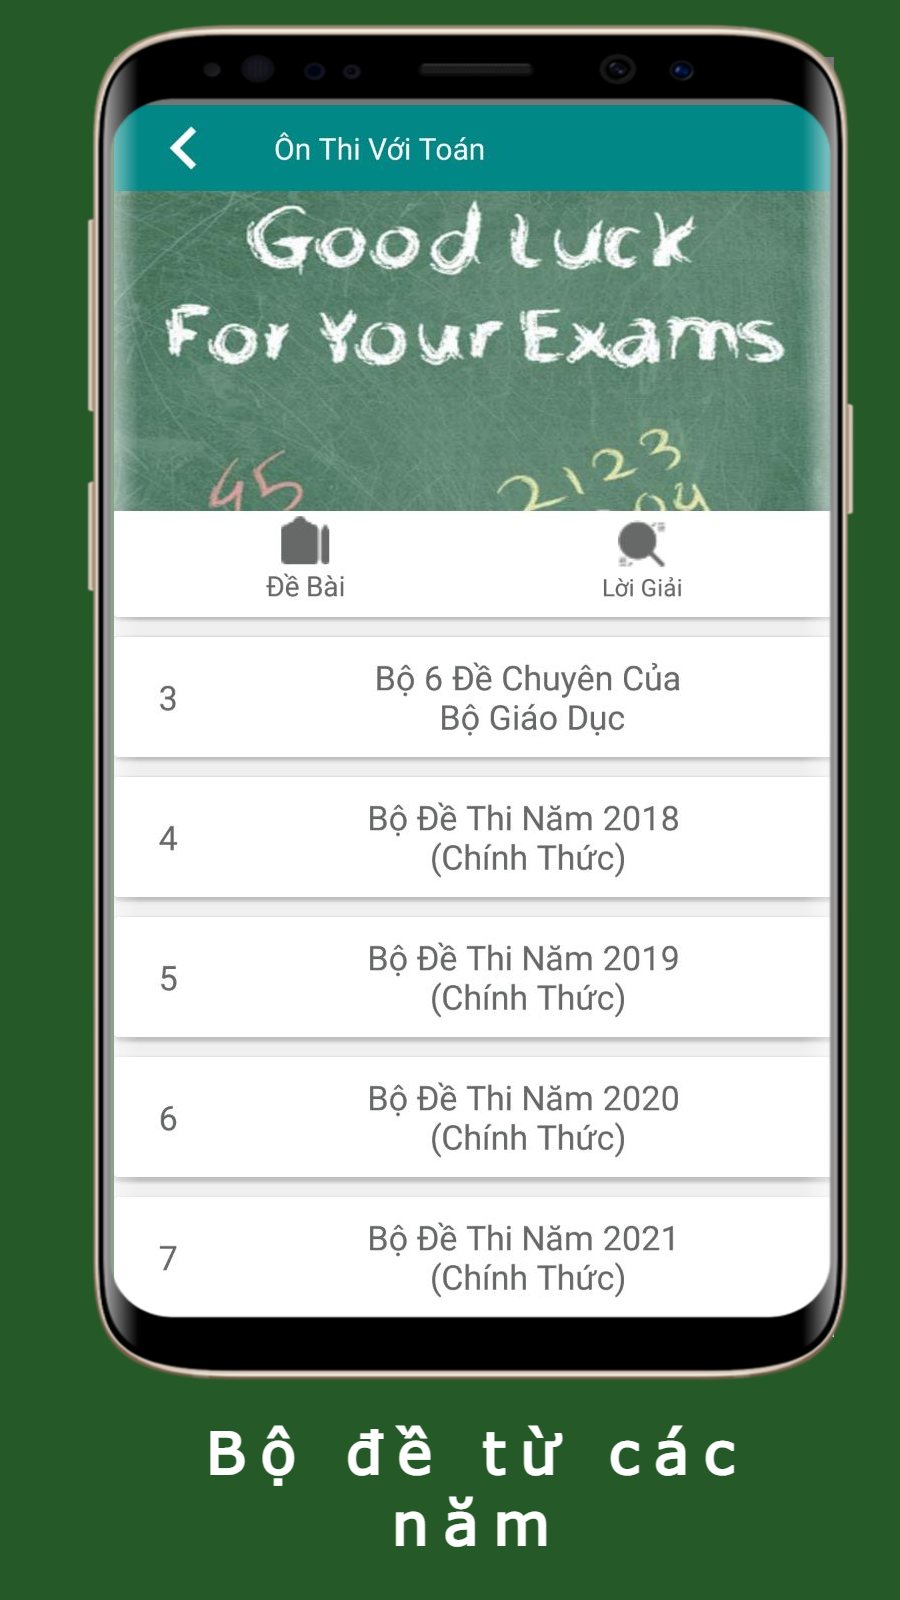 Ôn Thi Với Toán
Good Luck
For Your Exams
45
2123
04
Đề Bài
Lời Giải
3
Bộ 6 Đề Chuyên Của
Bộ Giáo Dục
4
Bộ Đề Thi Năm 2018
(Chính Thức)
5
Bộ Đề Thi Năm 2019
(Chính Thức)
6
Bộ Đề Thi Năm 2020
(Chính Thức)
7
Bộ Đề Thi Năm 2021
(Chính Thức)
Bộ đề từ các
năm